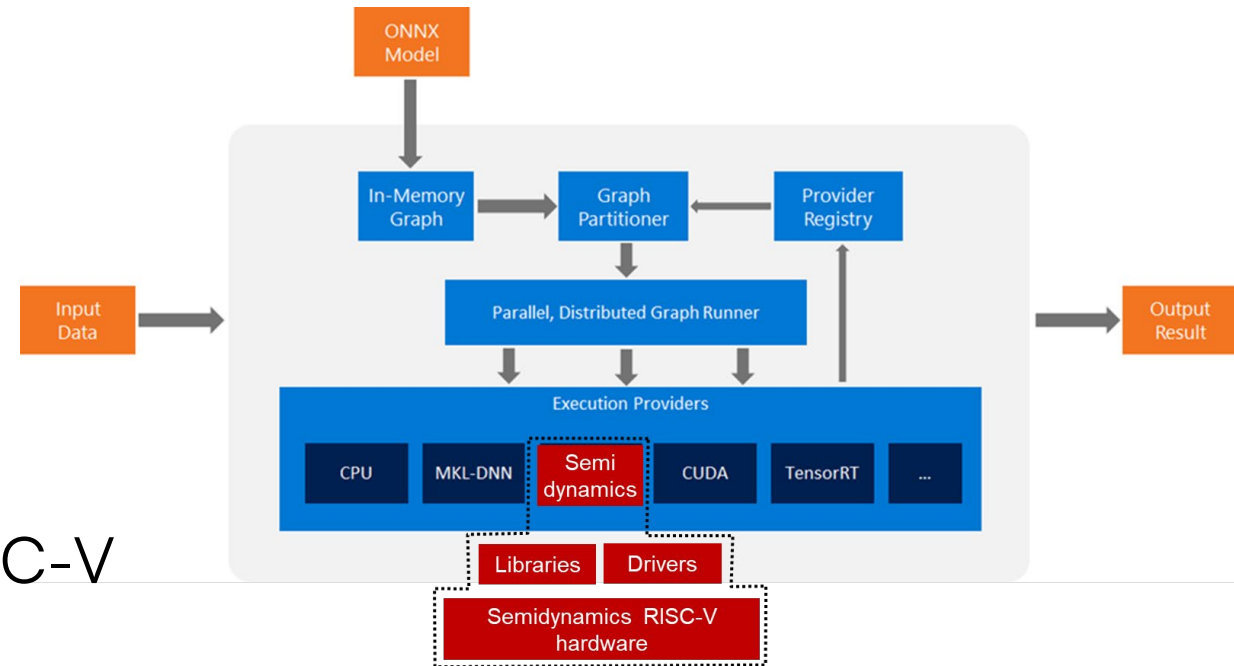 ONNX
Model
In-Memory
Graph
Graph
Partitioner
Provider
Registry
Input
Data
Parallel, Distributed Graph Runner
Output
Result
Execution Providers
CPU
MKL-DNN
Semi
dynamics
CUDA
TensorRT
...
C-V
Libraries
Drivers
Semidynamics RISC-V
hardware